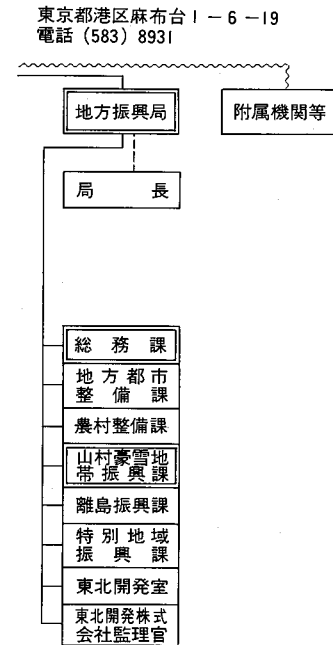 東京都港区麻布台1-6-19
電話 (583) 8931
地方振興局
附属機関等
局長
総務課
地方都市
整備課
農村整備課
山村豪雪地
帯振興課
離島振興課
特別地域
振興課
東北開発室
東北開発株式
会社監理官